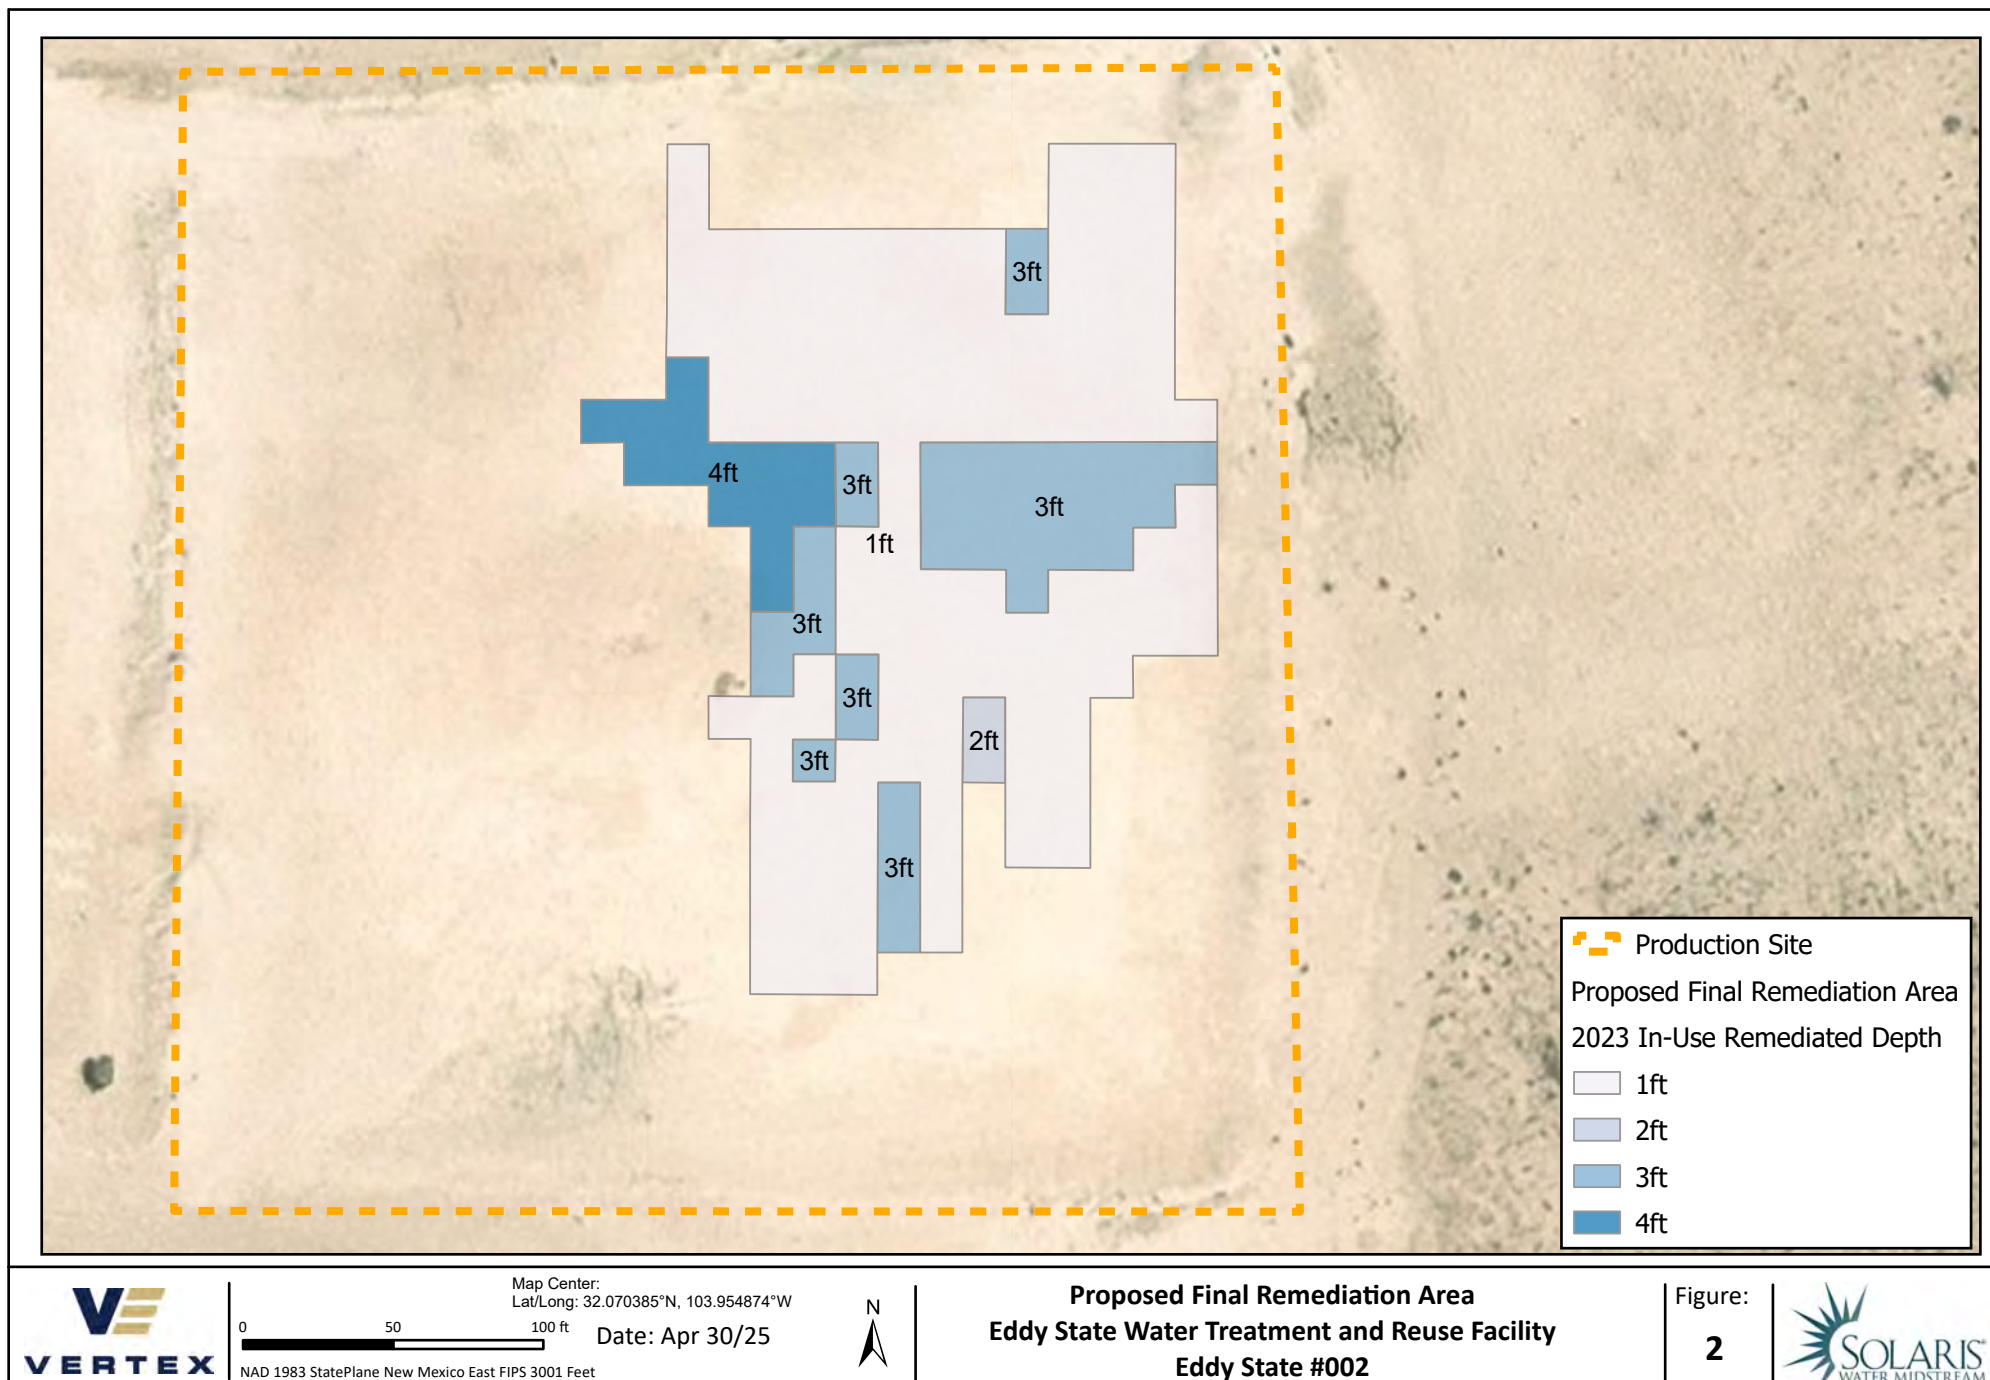 3ft
4ft
3ft
3ft
1ft
3ft
3ft
2ft
3ft
3ft
Production Site
Proposed Final Remediation Area
2023 In-Use Remediated Depth
1ft
2ft
3ft
4ft
VE
VERTEX
0 50 100 ft
NAD 1983 StatePlane New Mexico East FIPS 3001 Feet
Map Center:
Lat/Long: 32.070385°N, 103.954874°W
Date: Apr 30/25
N
Proposed Final Remediation Area
Eddy State Water Treatment and Reuse Facility
Eddy State #002
Figure:
2
SOLARIS
WATER MIDSTREAM